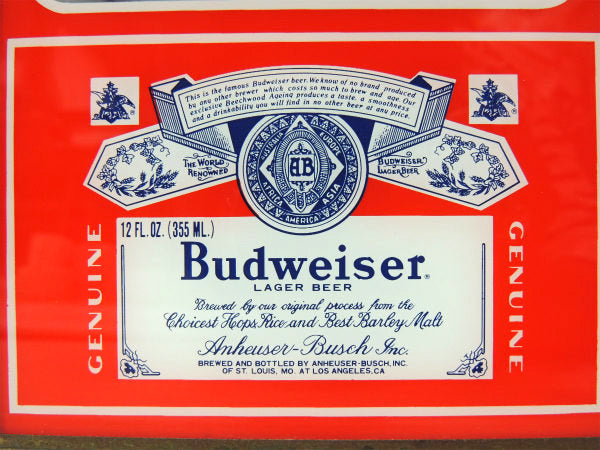 This is the famous Budweiser beer. We know of no brand produced
by any other brewer which costs so much to brew and age. Our
exclusive Beechwood Ageing produces a taste, a smoothness
and a drinkability you will find in no other beer at any price.
THE WORLD
RENOWNED
BUDWEISER
LAGER BEER
AB
AFRICA
AMERICA
ASIA
GENUINE
12 FL. OZ. (355 ML.)
Budweiser®
LAGER BEER
Brewed by our original process from the
Choicest Hops, Rice and Best Barley Malt
Anheuser-Busch, Inc.
BREWED AND BOTTLED BY ANHEUSER-BUSCH, INC.
OF ST. LOUIS, MO. AT LOS ANGELES, CA
GENUINE